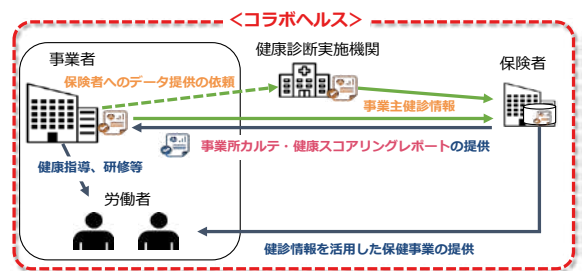 ＜コラボヘルス＞
事業者
健康診断実施機関
保険者
保険者へのデータ提供の依頼
事業主健診情報
事業所カルテ・健康スコアリングレポートの提供
健康指導、研修等
労働者
健診情報を活用した保健事業の提供